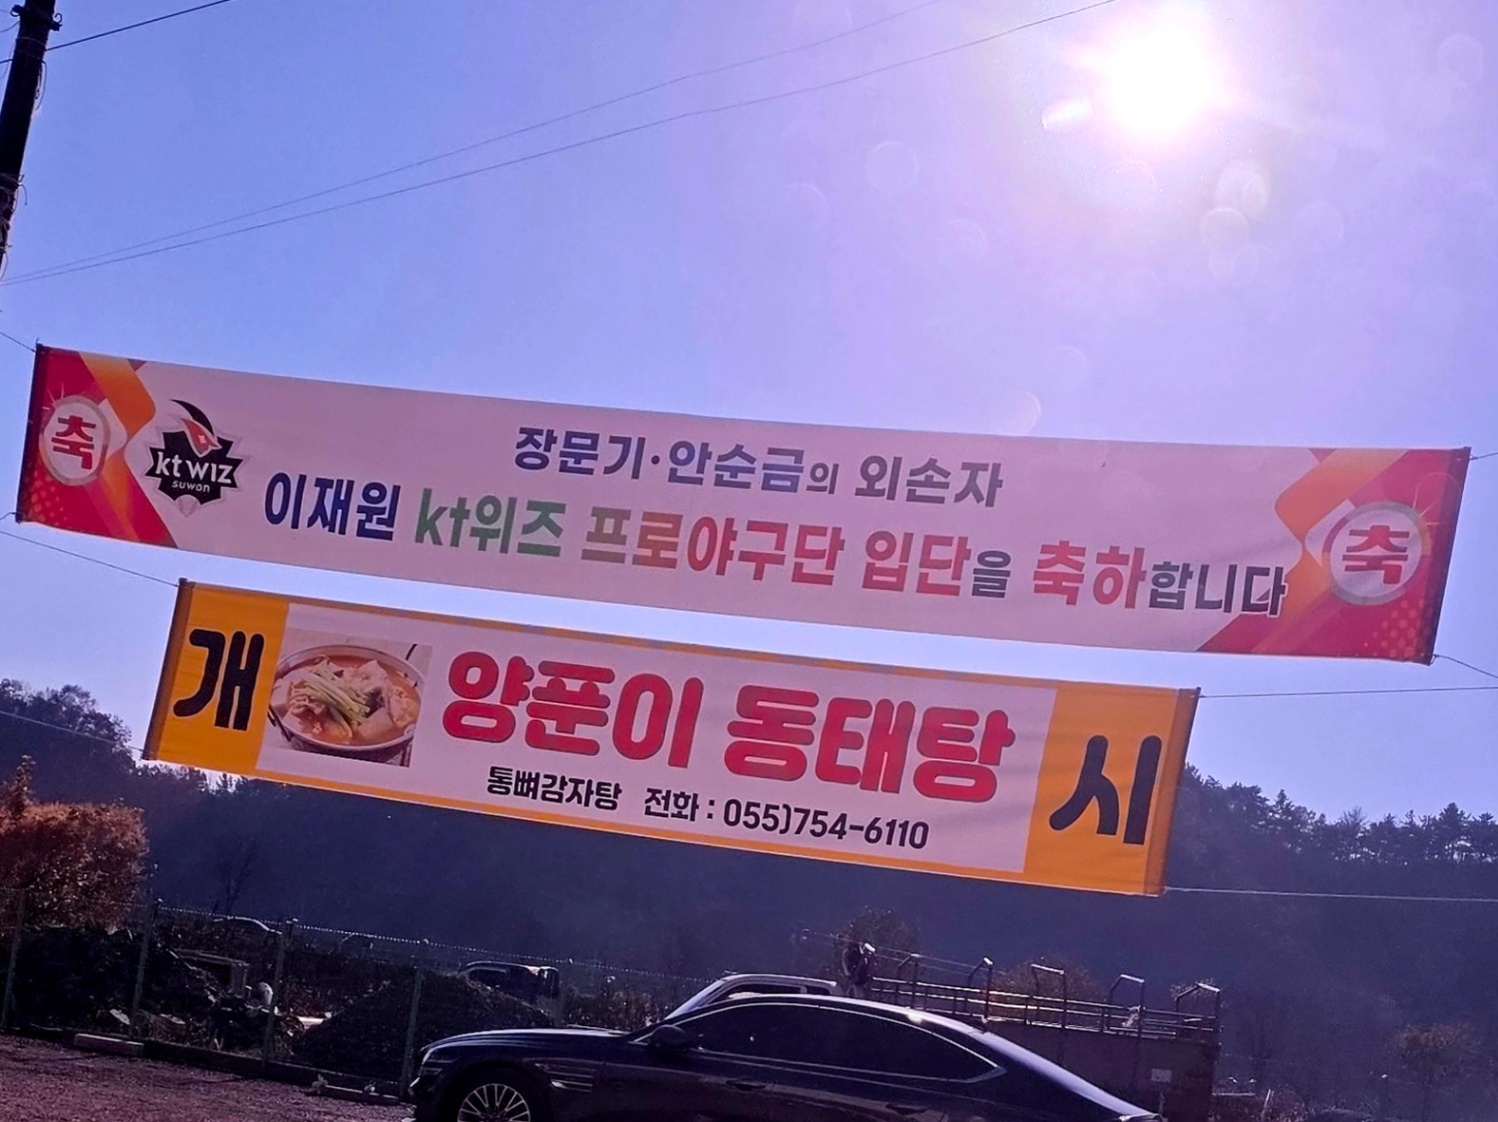 축
kt wiz
suwon
장문기·안순금의 외손자
이재원 kt위즈 프로야구단 입단을 축하합니다
축
개
양푼이 동태탕
통뼈감자탕 전화 : 055)754-6110
시